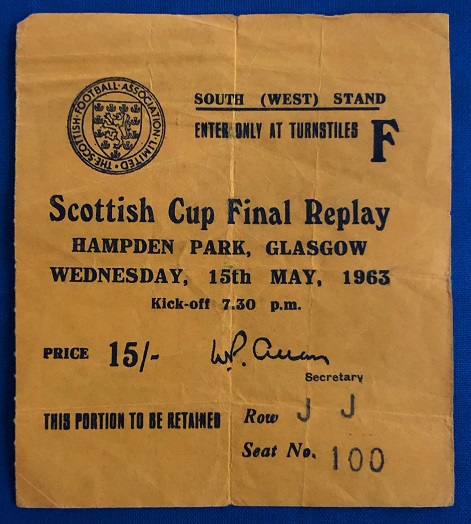 THE SCOTTISH FOOTBALL ASSOCIATION LIMITED
SOUTH (WEST) STAND
ENTER ONLY AT TURNSTILES F
Scottish Cup Final Replay
HAMPDEN PARK, GLASGOW
WEDNESDAY, 15th MAY, 1963
Kick-off 7.30 p.m.
PRICE 15/- W.P. Allan
Secretary
THIS PORTION TO BE RETAINED
Row J J
Seat No. 100